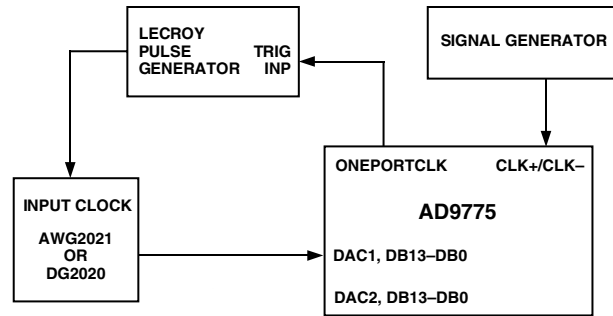 LECROY
PULSE TRIG
GENERATOR INP
SIGNAL GENERATOR
ONEPORTCLK CLK+/CLK–
AD9775
INPUT CLOCK
AWG2021
OR
DG2020
DAC1, DB13–DB0
DAC2, DB13–DB0